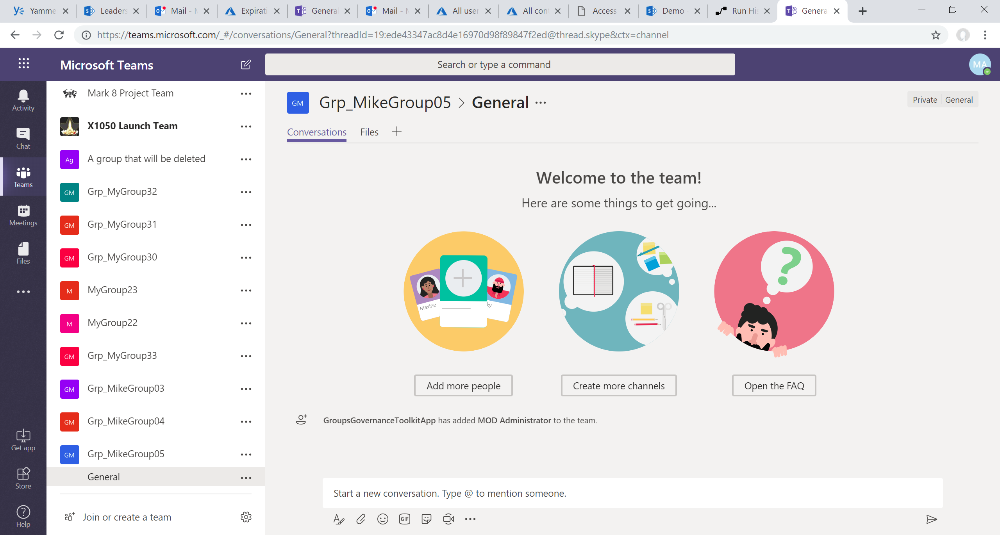 Yamme
Leaders
Mail -
Expirati
General
Mail -
All user
All con
Access
Demo -
Run His
Genera
https://teams.microsoft.com/_#/conversations/General?threadId=19:ede43347ac8d4e16970d98f89847f2ed@thread.skype&ctx=channel
Microsoft Teams
Search or type a command
MA
Activity
Chat
Teams
Meetings
Files
Get app
Store
Help
Mark 8 Project Team
X1050 Launch Team
Ag A group that will be deleted
GM Grp_MyGroup32
GM Grp_MyGroup31
GM Grp_MyGroup30
M MyGroup23
M MyGroup22
GM Grp_MyGroup33
GM Grp_MikeGroup03
GM Grp_MikeGroup04
GM Grp_MikeGroup05
General
Join or create a team
GM Grp_MikeGroup05 > General
Private General
Conversations Files
Welcome to the team!
Here are some things to get going...
Maxine
ky
?
Add more people
Create more channels
Open the FAQ
GroupsGovernanceToolkitApp has added MOD Administrator to the team.
Start a new conversation. Type @ to mention someone.
GIF